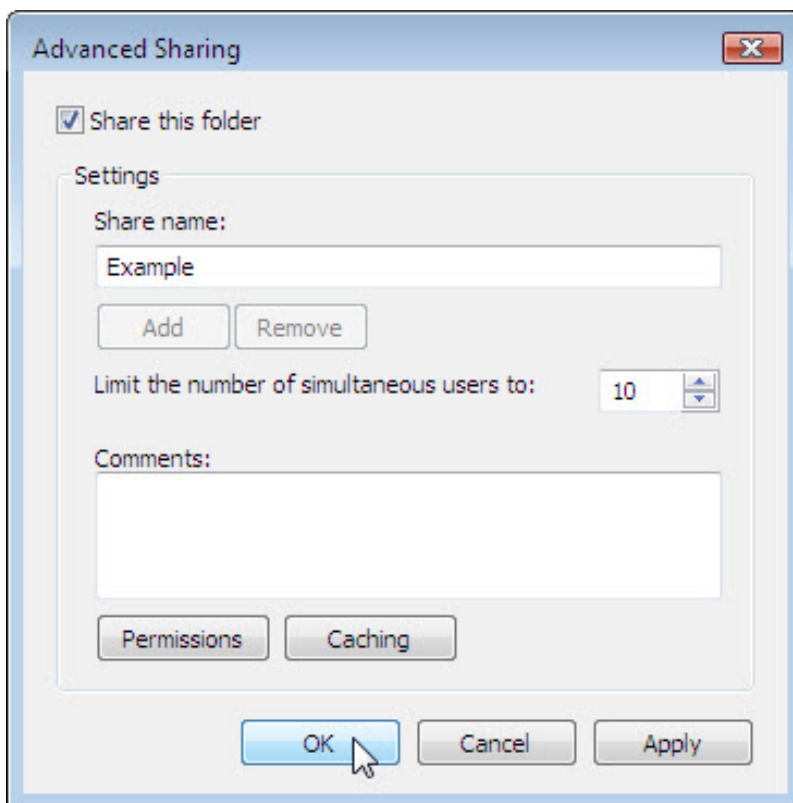 Advanced Sharing
Share this folder
Settings
Share name:
Example
Add Remove
Limit the number of simultaneous users to: 10
Comments:
Permissions Caching
OK Cancel Apply